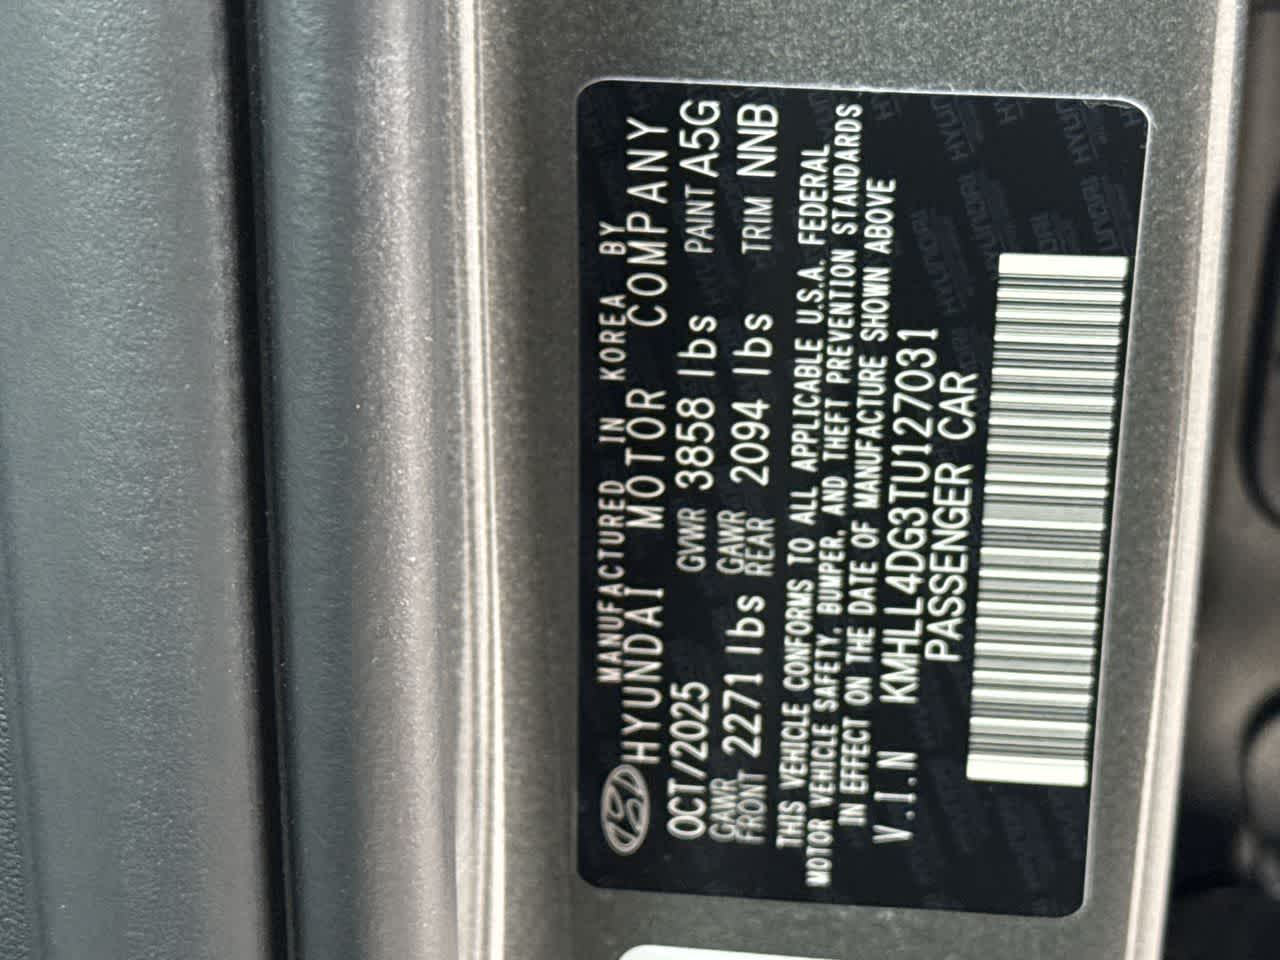 MANUFACTURED IN KOREA BY
HYUNDAI MOTOR COMPANY
OCT/2025 GVWR 3858 lbs PAINT A5G
GAWR FRONT 2271 lbs GAWR REAR 2094 lbs TRIM NNB
THIS VEHICLE CONFORMS TO ALL APPLICABLE U.S.A. FEDERAL
MOTOR VEHICLE SAFETY, BUMPER, AND THEFT PREVENTION STANDARDS
IN EFFECT ON THE DATE OF MANUFACTURE SHOWN ABOVE
V.I.N KMHLL4DG3TU127031
PASSENGER CAR